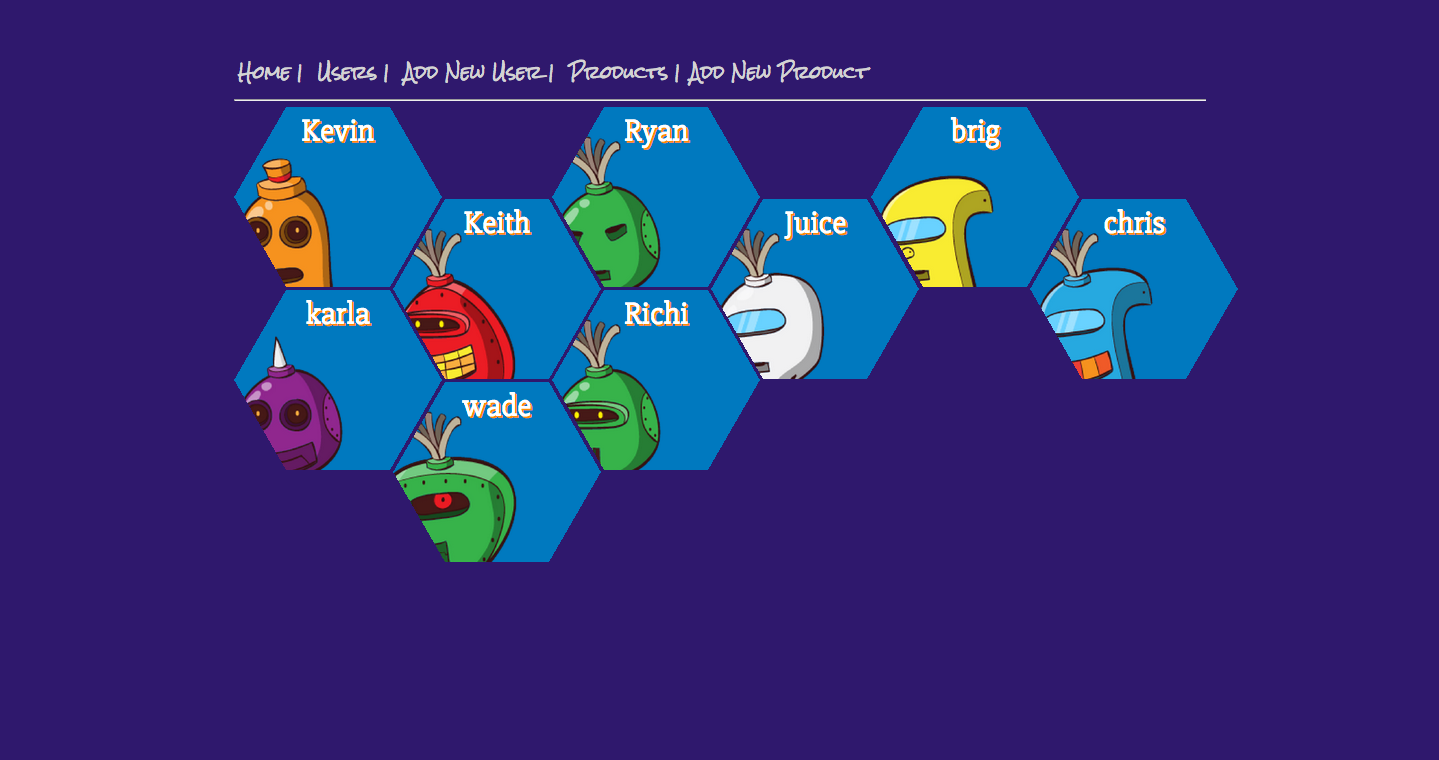 Home | Users | Add New User | Products | Add New Product
Kevin
Ryan
brig
Keith
Juice
chris
karla
Richi
wade